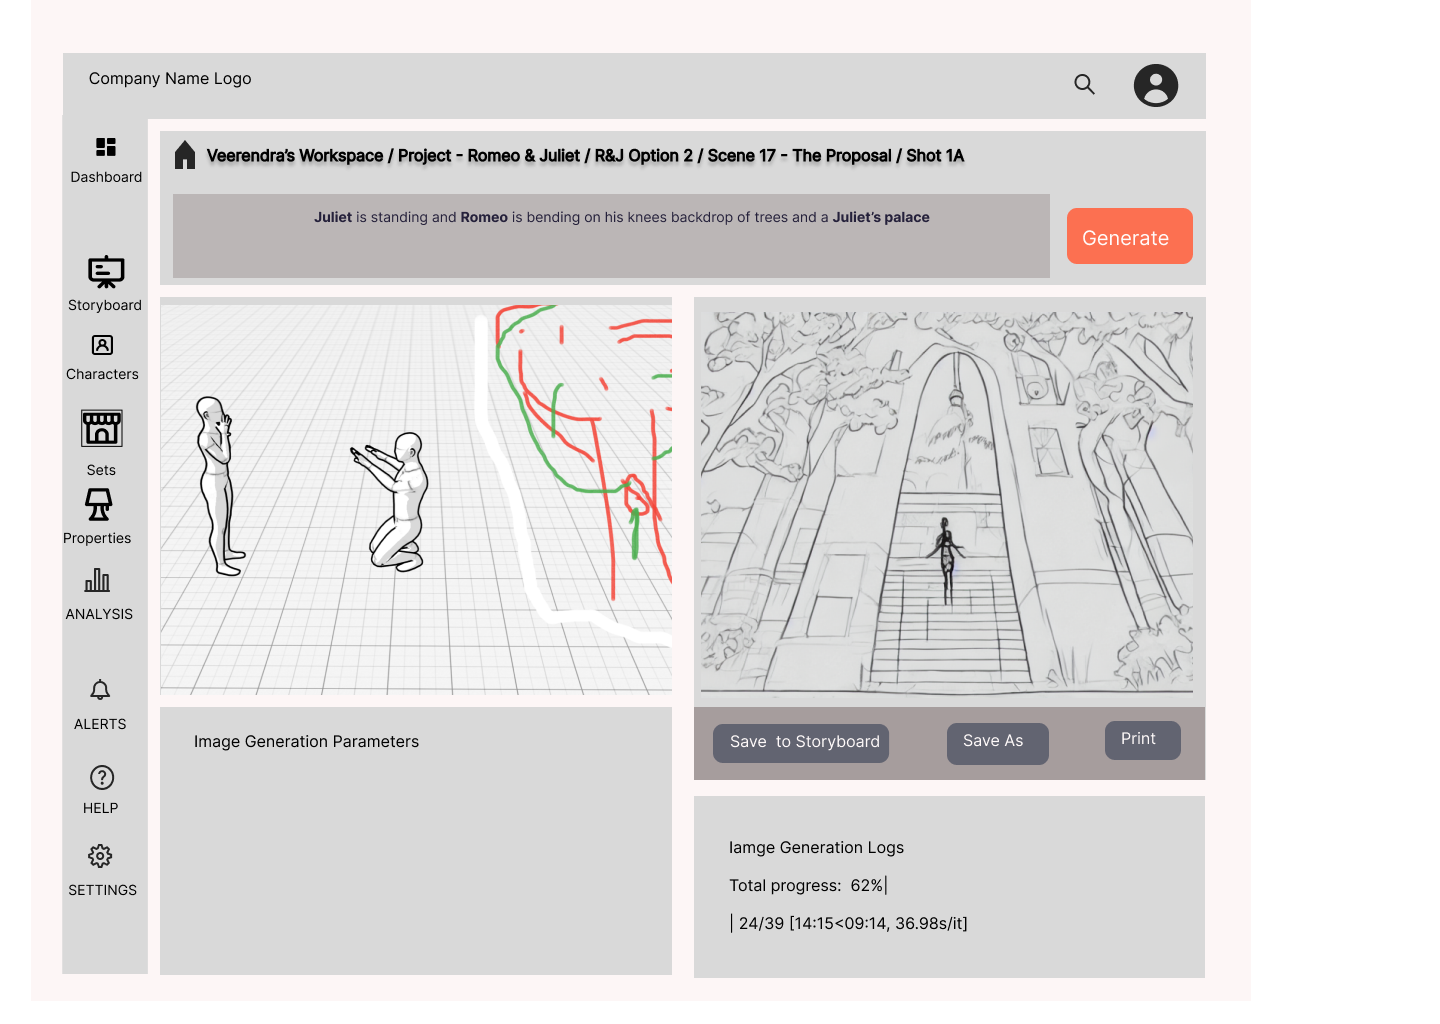 Company Name Logo
Dashboard
Storyboard
Characters
Sets
Properties
ANALYSIS
ALERTS
HELP
SETTINGS
Veerendra’s Workspace / Project - Romeo & Juliet / R&J Option 2 / Scene 17 - The Proposal / Shot 1A
Juliet is standing and Romeo is bending on his knees backdrop of trees and a Juliet’s palace
Generate
Save  to Storyboard
Save As
Print
Image Generation Parameters
Iamge Generation Logs
Total progress:  62%|
| 24/39 [14:15<09:14, 36.98s/it]